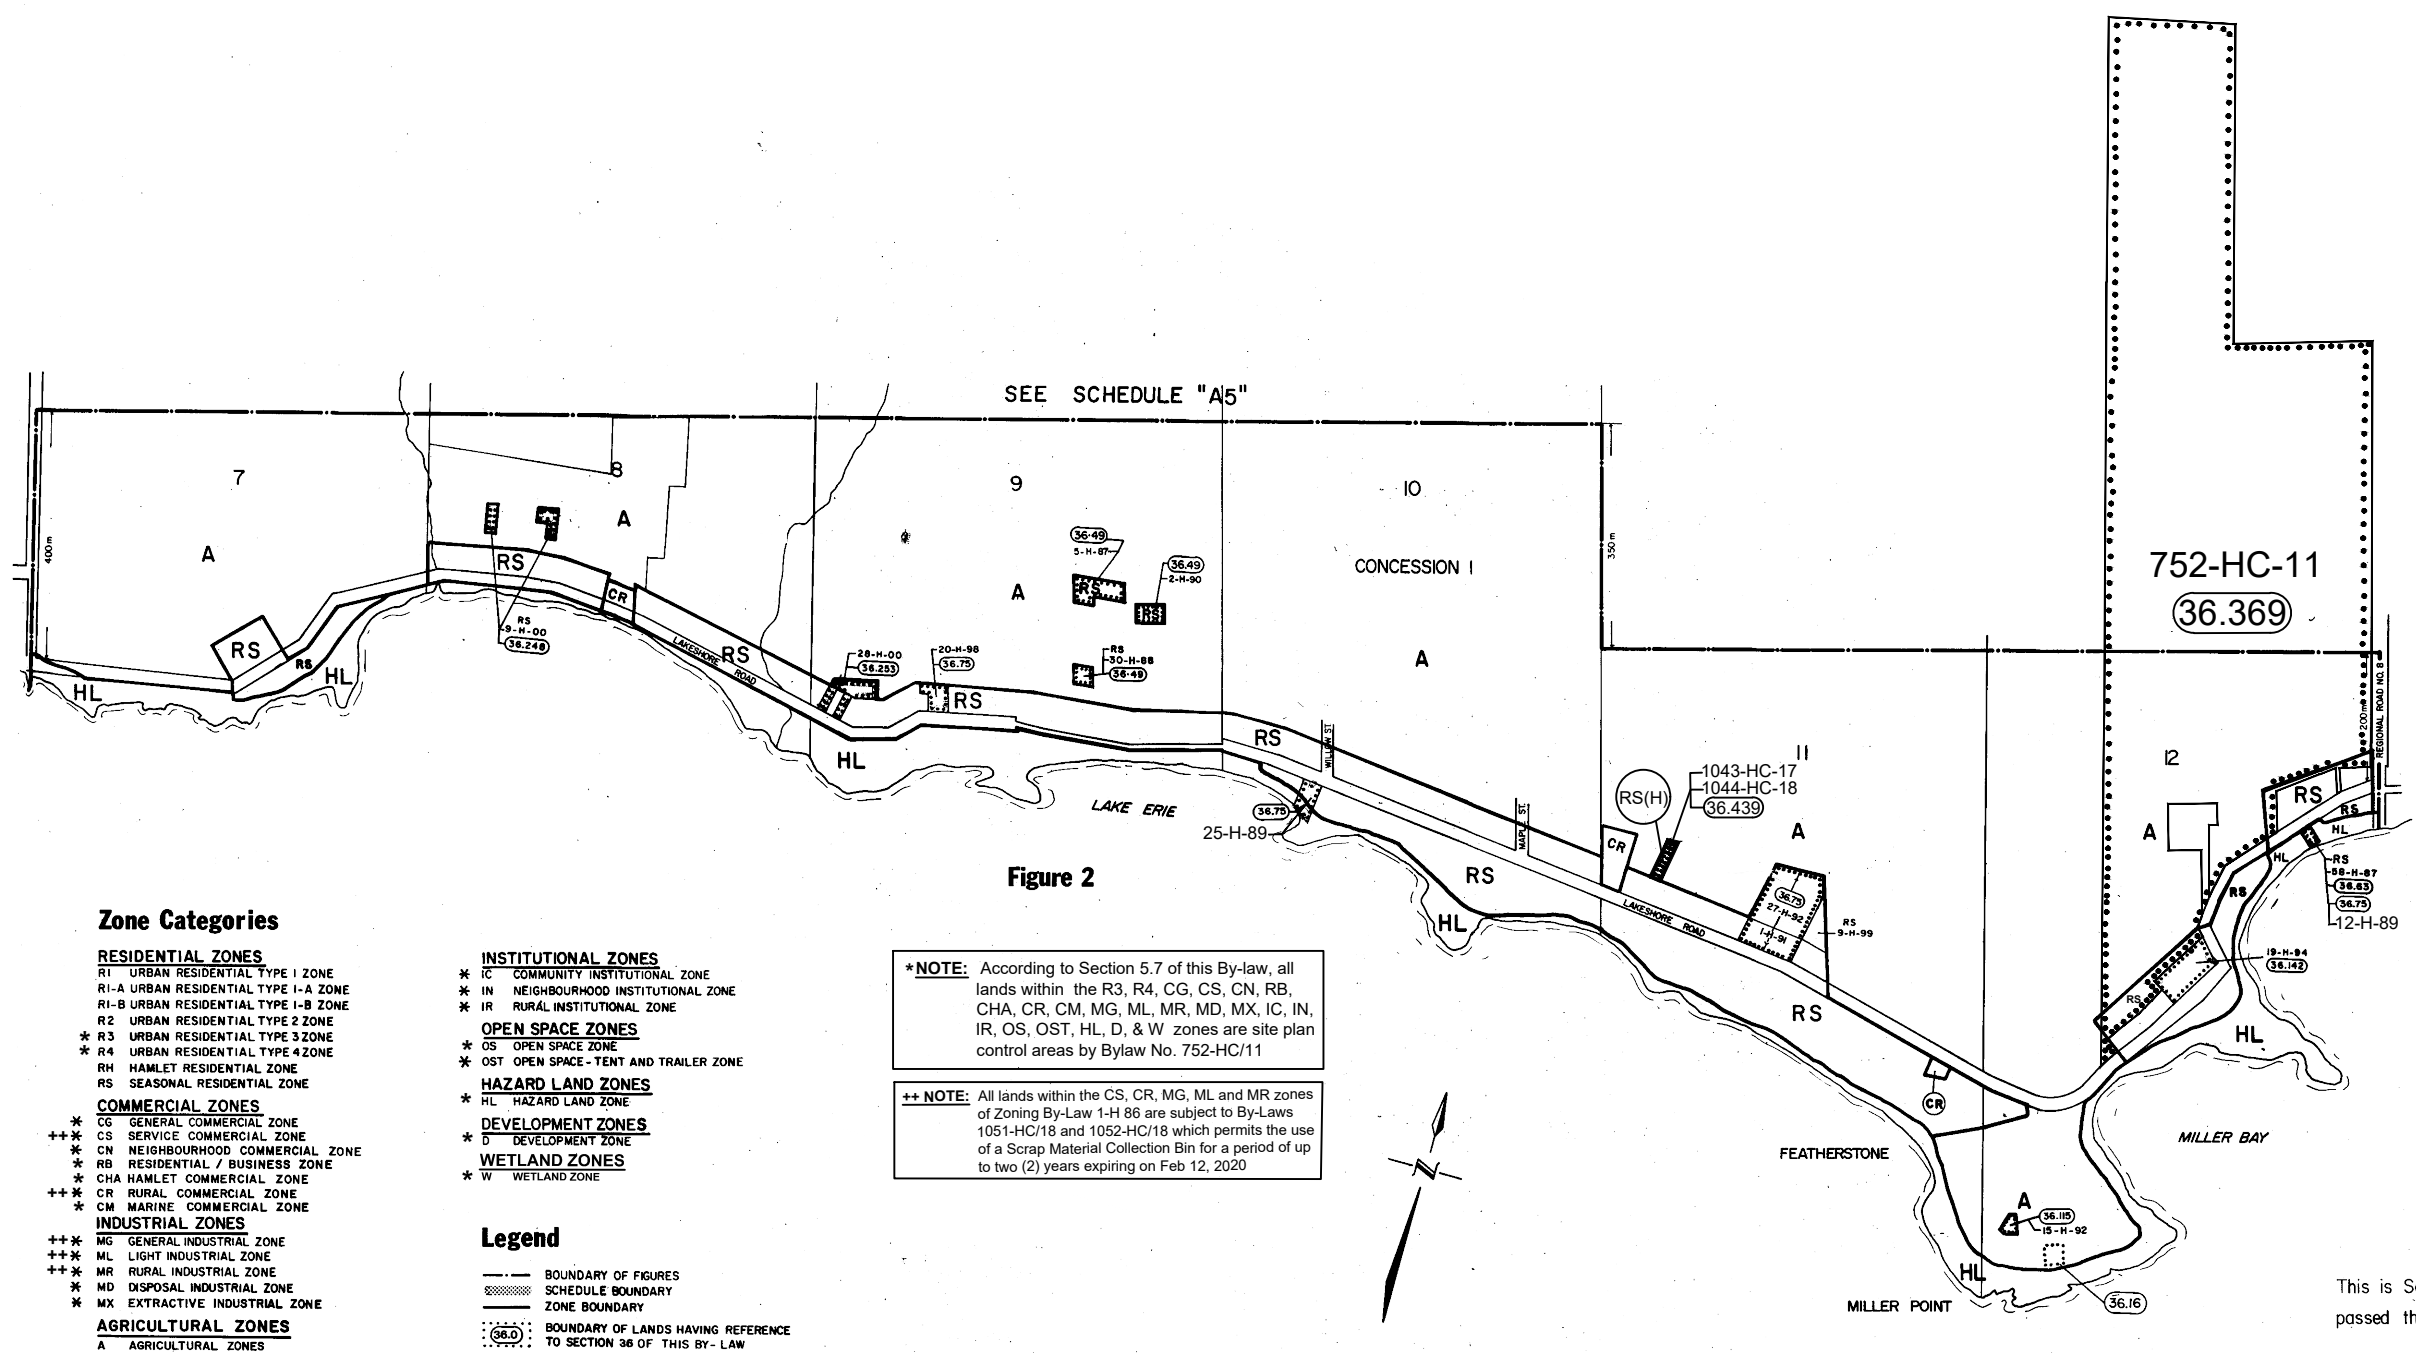 SEE SCHEDULE "A5"
7
8
9
10
A
A
A
A
CONCESSION 1
400m
350m
752-HC-11
36.369
RS
RS
HL
HL
RS
RS
9-H-00
36.248
CR
LAKESHORE
ROAD
RS
28-H-00
36.253
20-H-98
36.75
RS
36.49
5-H-87
RS
36.49
2-H-90
RS
RS
30-H-88
36.49
HL
LAKE ERIE
RS
WILLOW ST.
36.75
25-H-89
MAPLE ST.
RS
HL
LAKESHORE
ROAD
CR
RS(H)
1043-HC-17
1044-HC-18
36.439
11
A
36.75
27-H-92
1-H-91
RS
9-H-99
12
A
200m
REGIONAL ROAD NO. 8
RS
RS
HL
HL
RS
58-H-87
36.63
36.75
12-H-89
RS
19-H-94
36.142
RS
HL
RS
CR
FEATHERSTONE
MILLER BAY
A
36.115
15-H-92
HL
36.16
MILLER POINT
Figure 2
Zone Categories
RESIDENTIAL ZONES
R1 URBAN RESIDENTIAL TYPE 1 ZONE
R1-A URBAN RESIDENTIAL TYPE 1-A ZONE
R1-B URBAN RESIDENTIAL TYPE 1-B ZONE
R2 URBAN RESIDENTIAL TYPE 2 ZONE
* R3 URBAN RESIDENTIAL TYPE 3 ZONE
* R4 URBAN RESIDENTIAL TYPE 4 ZONE
RH HAMLET RESIDENTIAL ZONE
RS SEASONAL RESIDENTIAL ZONE
COMMERCIAL ZONES
* CG GENERAL COMMERCIAL ZONE
++* CS SERVICE COMMERCIAL ZONE
* CN NEIGHBOURHOOD COMMERCIAL ZONE
* RB RESIDENTIAL / BUSINESS ZONE
* CHA HAMLET COMMERCIAL ZONE
++* CR RURAL COMMERCIAL ZONE
* CM MARINE COMMERCIAL ZONE
INDUSTRIAL ZONES
++* MG GENERAL INDUSTRIAL ZONE
++* ML LIGHT INDUSTRIAL ZONE
++* MR RURAL INDUSTRIAL ZONE
* MD DISPOSAL INDUSTRIAL ZONE
* MX EXTRACTIVE INDUSTRIAL ZONE
AGRICULTURAL ZONES
A AGRICULTURAL ZONES
INSTITUTIONAL ZONES
* IC COMMUNITY INSTITUTIONAL ZONE
* IN NEIGHBOURHOOD INSTITUTIONAL ZONE
* IR RURAL INSTITUTIONAL ZONE
OPEN SPACE ZONES
* OS OPEN SPACE ZONE
* OST OPEN SPACE-TENT AND TRAILER ZONE
HAZARD LAND ZONES
* HL HAZARD LAND ZONE
DEVELOPMENT ZONES
* D DEVELOPMENT ZONE
WETLAND ZONES
* W WETLAND ZONE
Legend
BOUNDARY OF FIGURES
SCHEDULE BOUNDARY
ZONE BOUNDARY
36.0 BOUNDARY OF LANDS HAVING REFERENCE
TO SECTION 36 OF THIS BY-LAW
*NOTE: According to Section 5.7 of this By-law, all
lands within the R3, R4, CG, CS, CN, RB,
CHA, CR, CM, MG, ML, MR, MD, MX, IC, IN,
IR, OS, OST, HL, D, & W zones are site plan
control areas by Bylaw No. 752-HC/11
++ NOTE: All lands within the CS, CR, MG, ML and MR zones
of Zoning By-Law 1-H 86 are subject to By-Laws
1051-HC/18 and 1052-HC/18 which permits the use
of a Scrap Material Collection Bin for a period of up
to two (2) years expiring on Feb 12, 2020
N
This is S
passed th